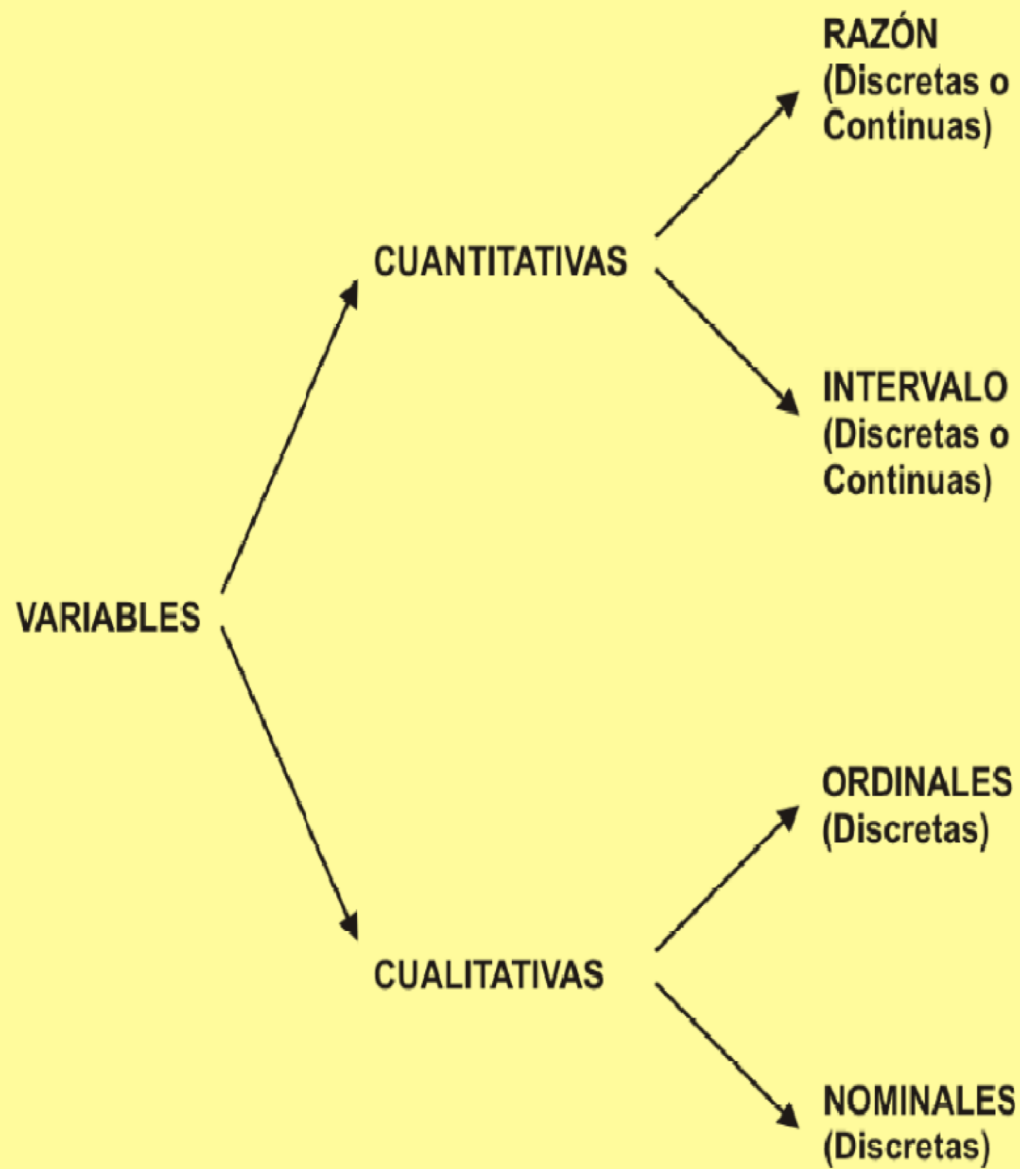 RAZÓN
(Discretas o
Continuas)
CUANTITATIVAS
INTERVALO
(Discretas o
Continuas)
VARIABLES
ORDINALES
(Discretas)
CUALITATIVAS
NOMINALES
(Discretas)